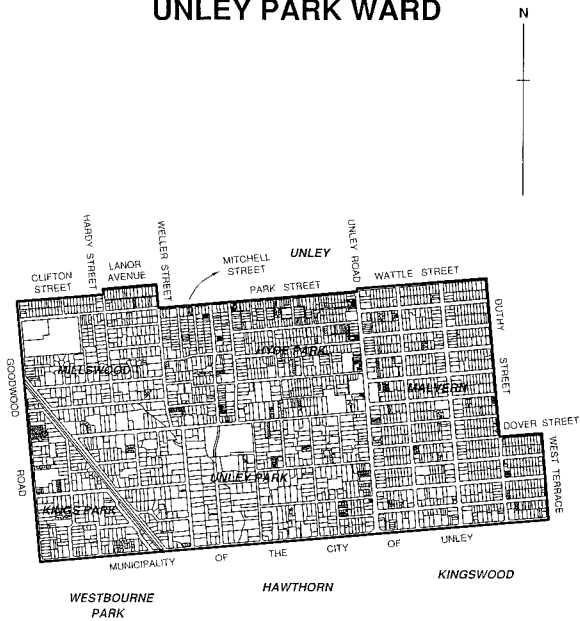 UNLEY PARK WARD
N
HARDY STREET
WELLER STREET
UNLEY ROAD
CLIFTON
STREET
LANOR
AVENUE
MITCHELL
STREET
UNLEY
PARK STREET
WATTLE STREET
DUTHY STREET
GOODWOOD ROAD
MILLSWOOD
HYDE PARK
MALVERN
DOVER STREET
WEST TERRACE
UNLEY PARK
KINGS PARK
MUNICIPALITY OF THE CITY OF UNLEY
WESTBOURNE
PARK
HAWTHORN
KINGSWOOD